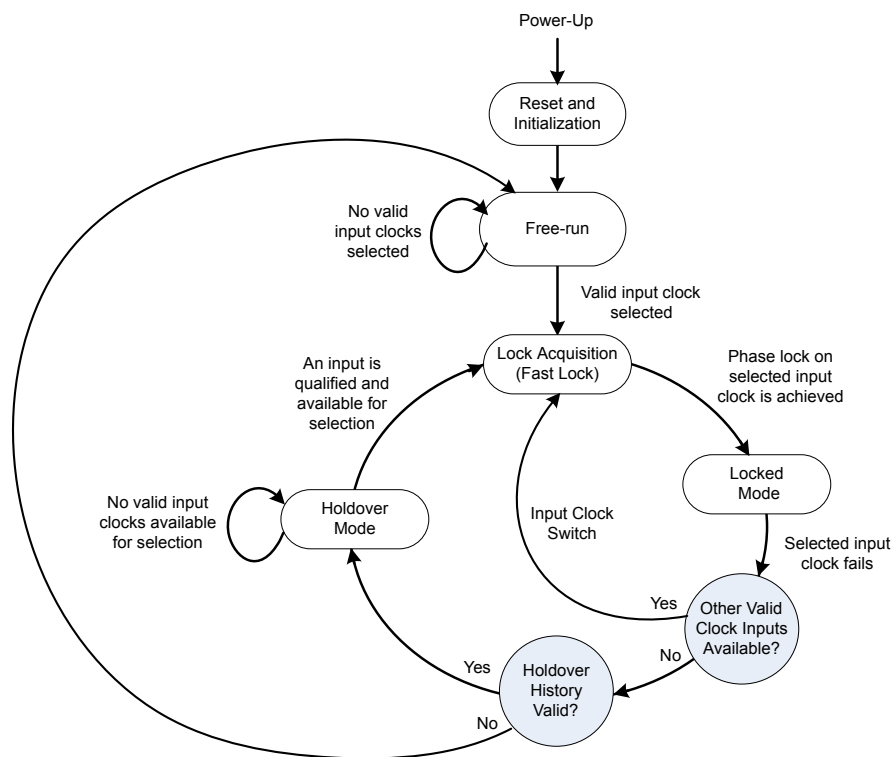 Power-Up
Reset and
Initialization
No valid
input clocks
selected
Free-run
Valid input clock
selected
An input is
qualified and
available for
selection
Lock Acquisition
(Fast Lock)
Phase lock on
selected input
clock is achieved
No valid input
clocks available
for selection
Holdover
Mode
Input Clock
Switch
Locked
Mode
Selected input
clock fails
Yes
Other Valid
Clock Inputs
Available?
No
Yes
Holdover
History
Valid?
No